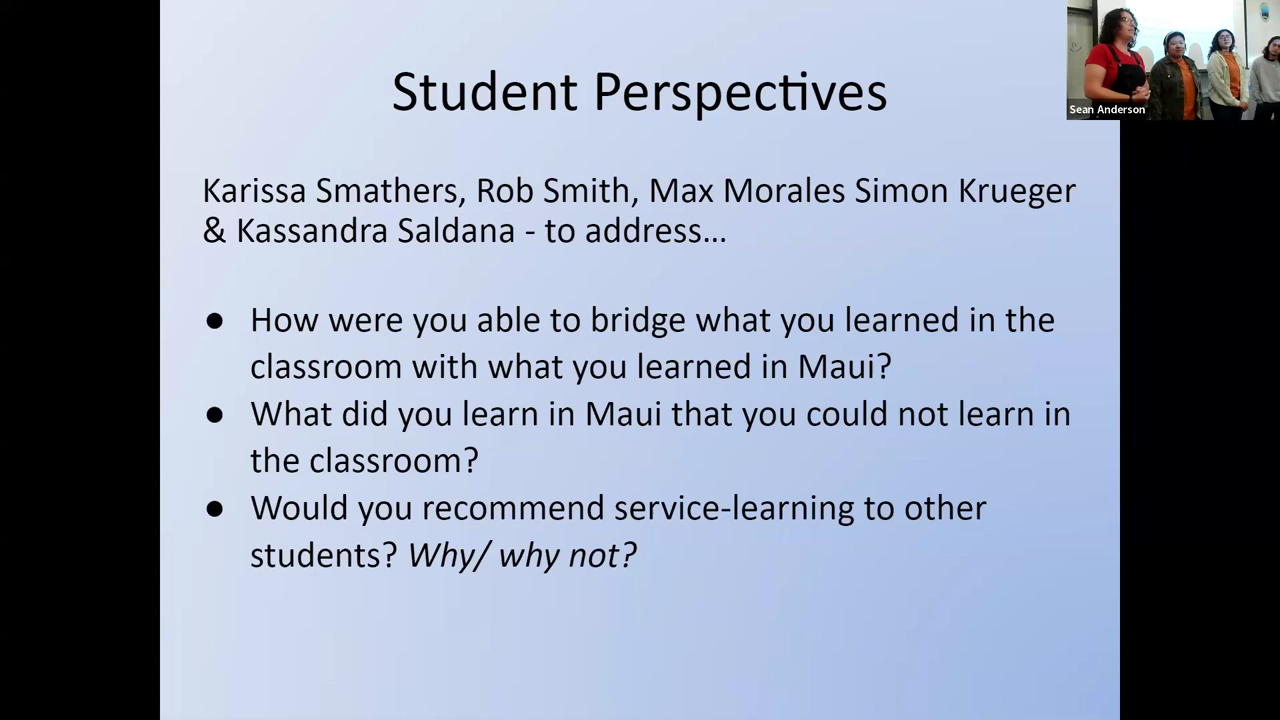 Student Perspectives
Sean Anderson
Karissa Smathers, Rob Smith, Max Morales Simon Krueger
& Kassandra Saldana - to address…
● How were you able to bridge what you learned in the
classroom with what you learned in Maui?
● What did you learn in Maui that you could not learn in
the classroom?
● Would you recommend service-learning to other
students? Why/ why not?